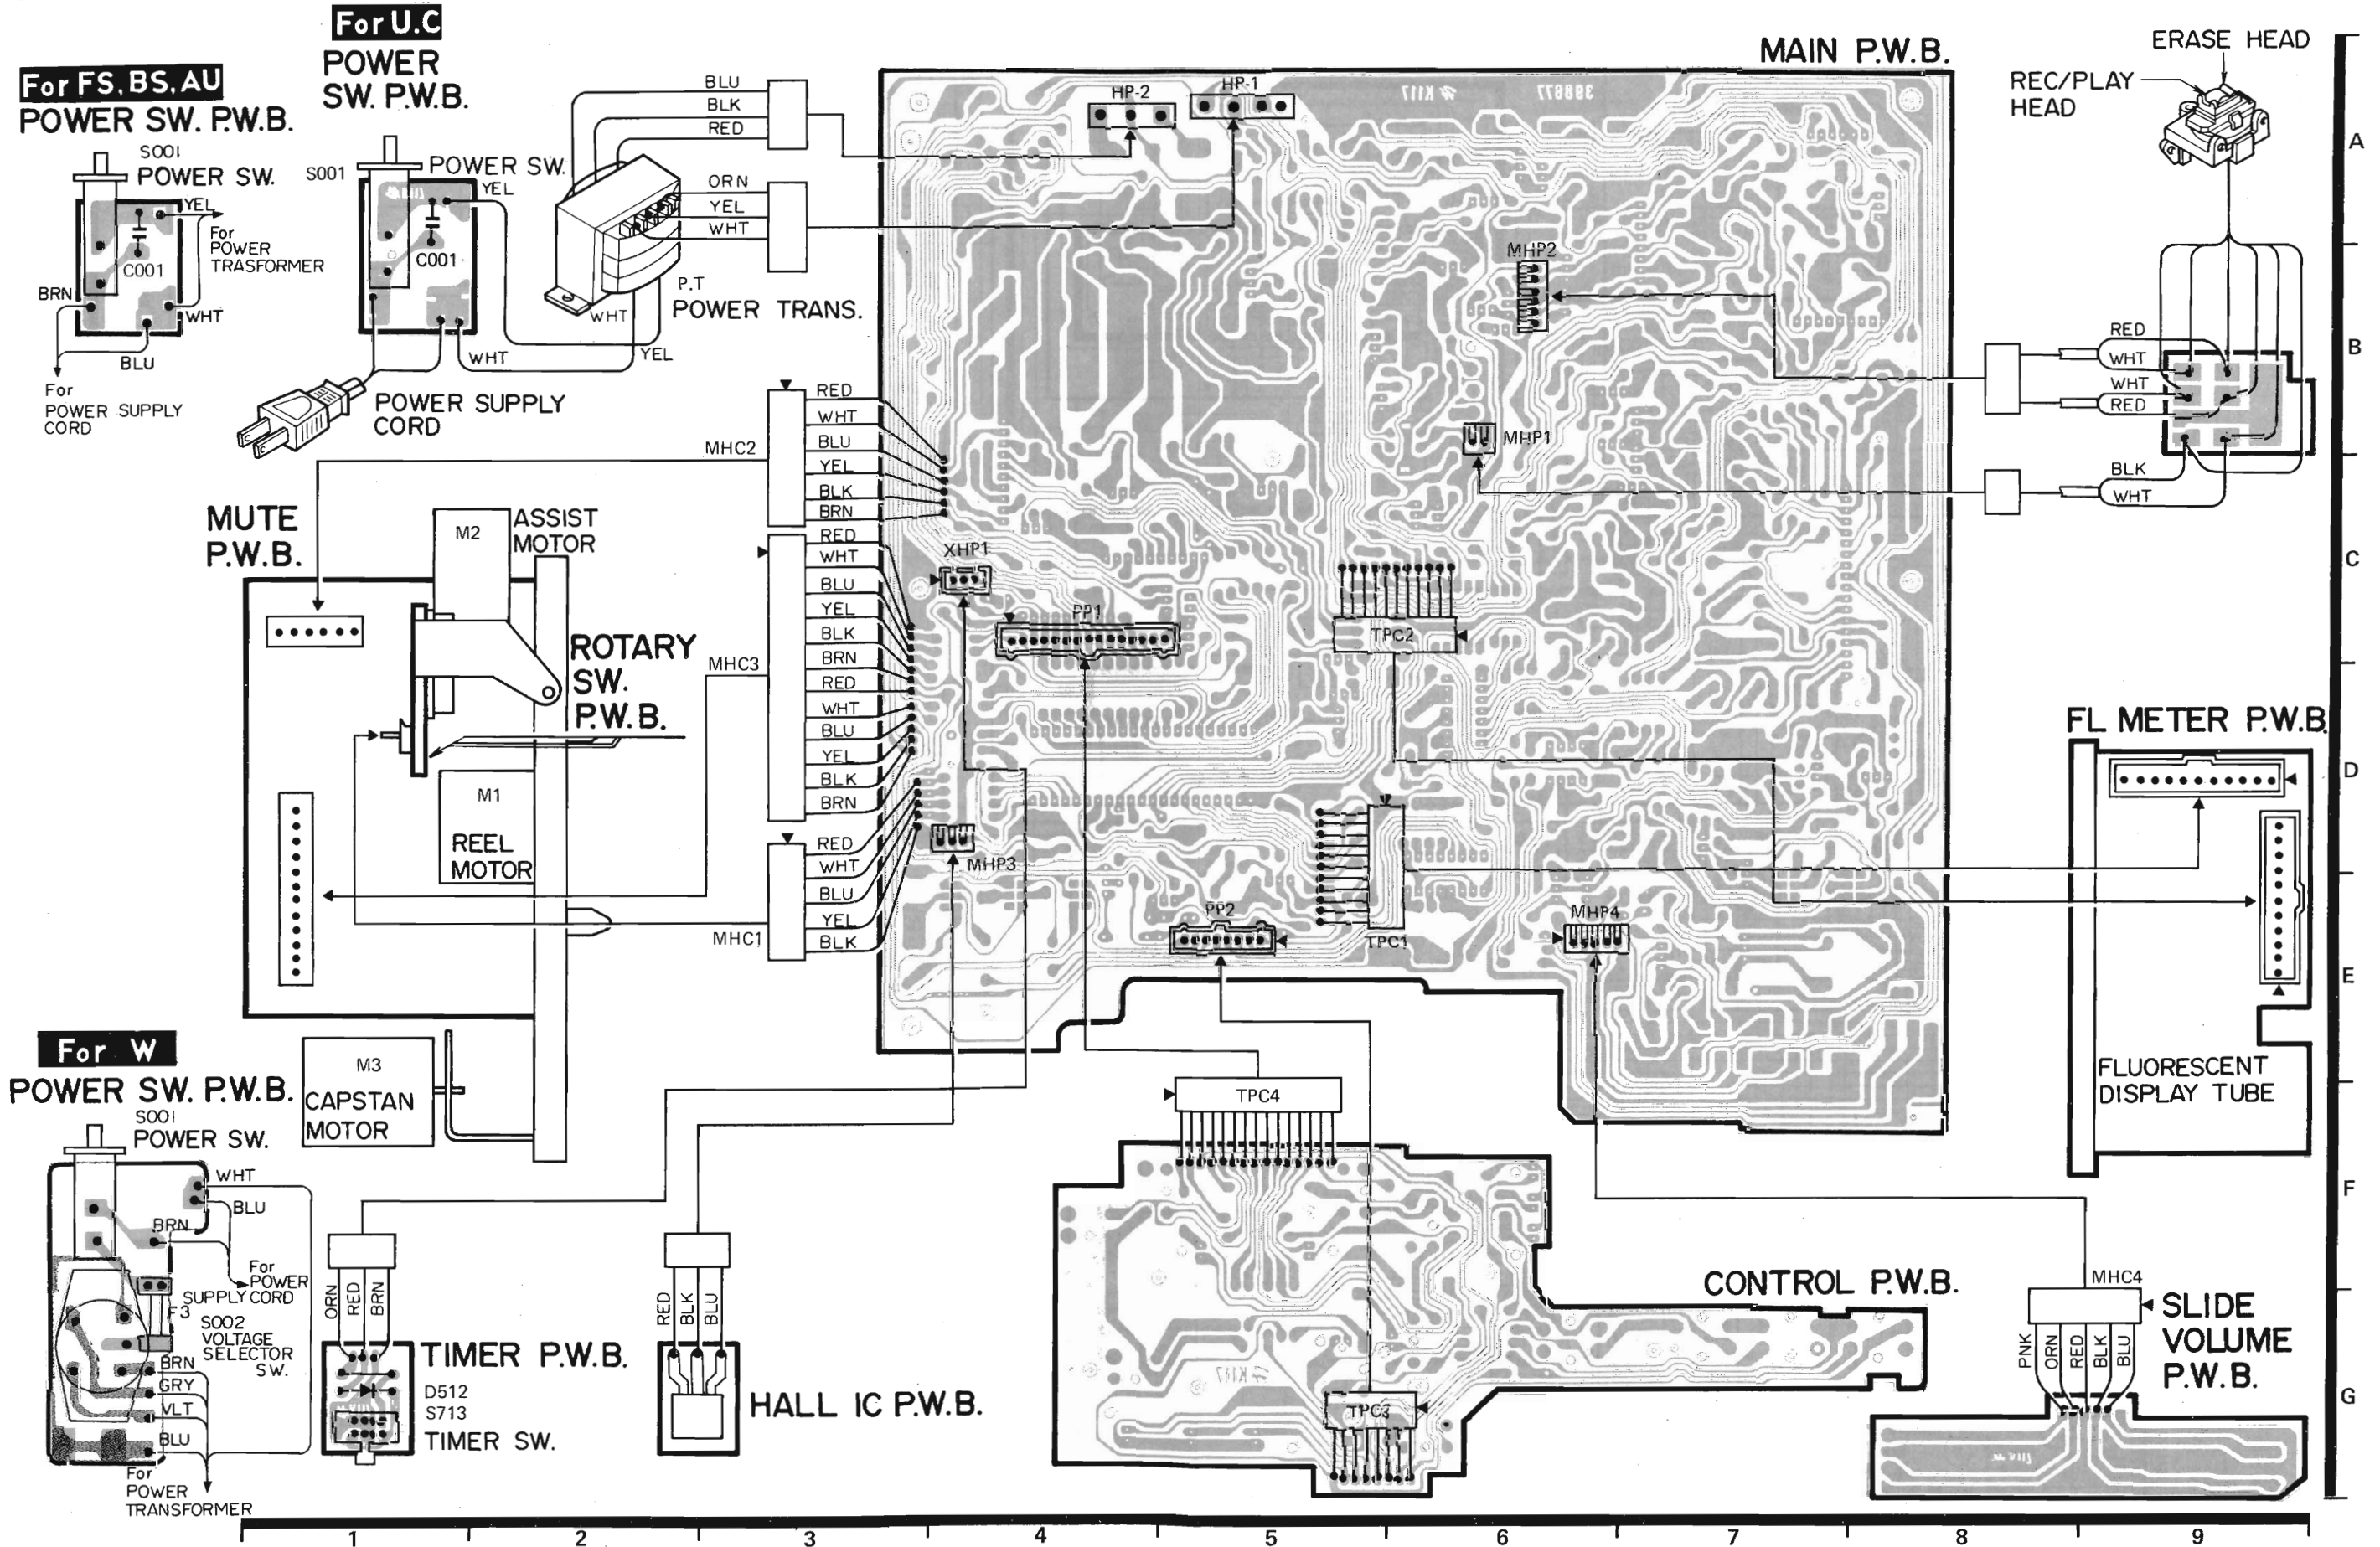 For U.C
POWER
SW. P.W.B.
For FS, BS, AU
POWER SW. P.W.B.
S001
POWER SW.
YEL
For
POWER
TRASFORMER
C001
BRN
WHT
BLU
For
POWER SUPPLY
CORD
S001
POWER SW.
YEL
C001
WHT
POWER SUPPLY
CORD
BLU
BLK
RED
ORN
YEL
WHT
P.T
POWER TRANS.
WHT
YEL
MAIN P.W.B.
HP-2
HP-1
K117
388677
MHP2
MHP1
ERASE HEAD
REC/PLAY
HEAD
A
RED
WHT
WHT
RED
B
BLK
WHT
MHC2
RED
WHT
BLU
YEL
BLK
BRN
MUTE
P.W.B.
M2
ASSIST
MOTOR
ROTARY
SW.
P.W.B.
M1
REEL
MOTOR
MHC3
RED
WHT
BLU
YEL
BLK
BRN
RED
WHT
BLU
YEL
BLK
BRN
MHC1
RED
WHT
BLU
YEL
BLK
XHP1
PP1
TPC2
C
MHP3
PP2
TPC1
MHP4
FL METER P.W.B.
D
E
FLUORESCENT
DISPLAY TUBE
M3
CAPSTAN
MOTOR
For W
POWER SW. P.W.B.
S001
POWER SW.
WHT
BLU
BRN
For
POWER
SUPPLY CORD
F3
S002
VOLTAGE
SELECTOR
SW.
BRN
GRY
VLT
BLU
For
POWER
TRANSFORMER
ORN
RED
BRN
TIMER P.W.B.
D512
S713
TIMER SW.
RED
BLK
BLU
HALL IC P.W.B.
TPC4
F
CONTROL P.W.B.
K117
TPC3
MHC4
SLIDE
VOLUME
P.W.B.
PNK
ORN
RED
BLK
BLU
G
1
2
3
4
5
6
7
8
9